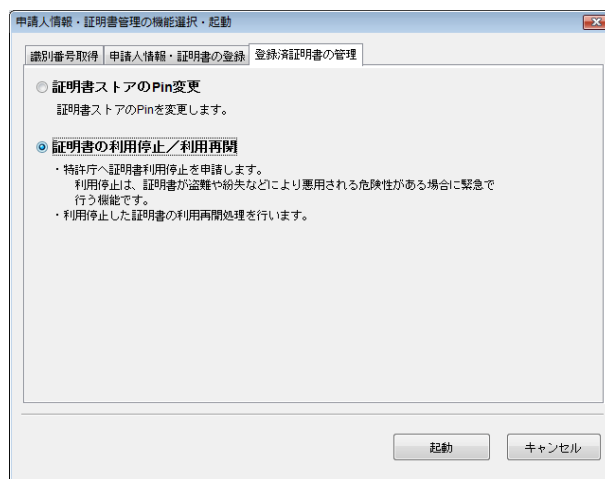 申請人情報・証明書管理の機能選択・起動
識別番号取得 申請人情報・証明書の登録 登録済証明書の管理
証明書ストアのPin変更
証明書ストアのPinを変更します。
証明書の利用停止／利用再開
・特許庁へ証明書利用停止を申請します。
利用停止は、証明書が盗難や紛失などにより悪用される危険性がある場合に緊急で
行う機能です。
・利用停止した証明書の利用再開処理を行います。
起動 キャンセル